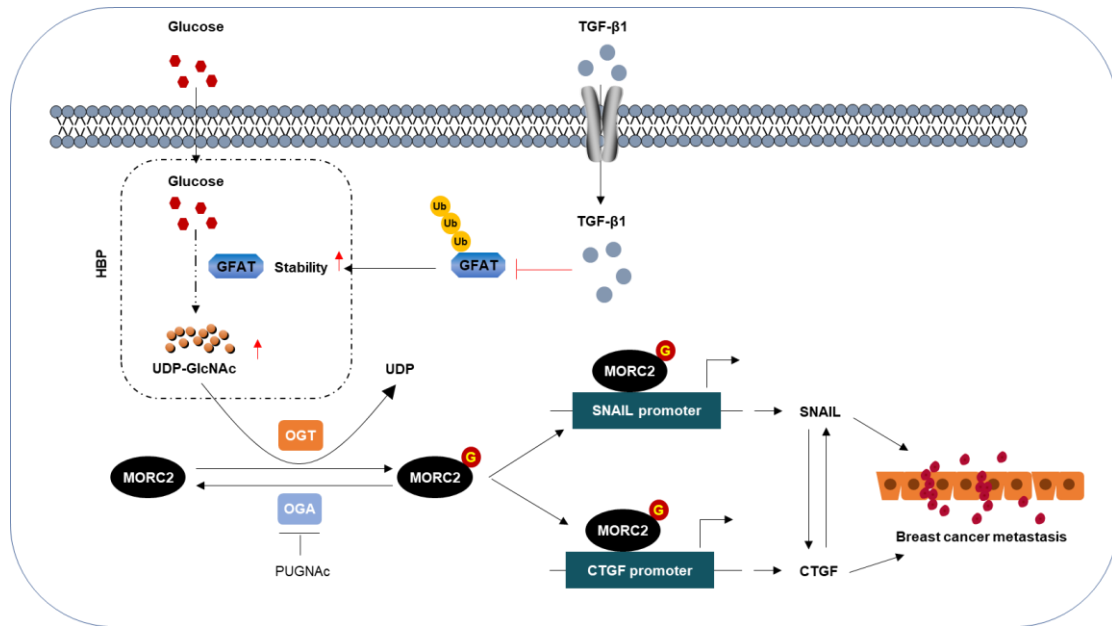 Glucose
TGF-β1
Glucose
TGF-β1
Ub
Ub
Ub
HBP
GFAT
Stability
GFAT
UDP-GlcNAc
UDP
G
MORC2
SNAIL promoter
SNAIL
OGT
MORC2
MORC2
G
OGA
G
MORC2
CTGF promoter
CTGF
Breast cancer metastasis
PUGNAc